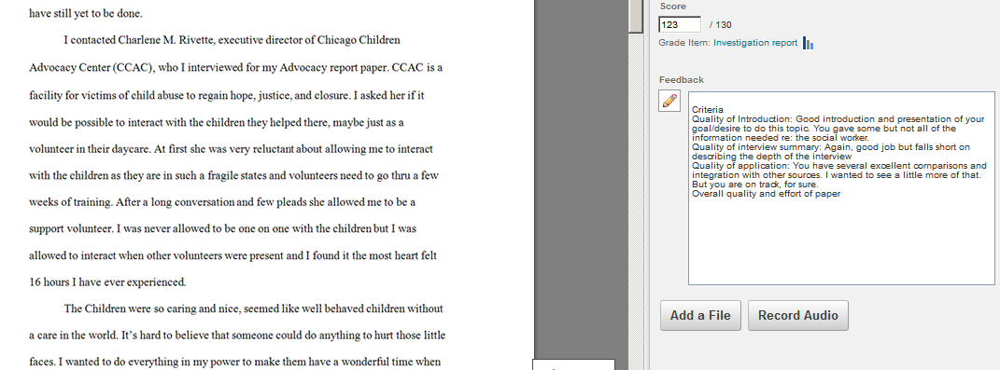 have still yet to be done.
I contacted Charlene M. Rivette, executive director of Chicago Children
Advocacy Center (CCAC), who I interviewed for my Advocacy report paper. CCAC is a
facility for victims of child abuse to regain hope, justice, and closure. I asked her if it
would be possible to interact with the children they helped there, maybe just as a
volunteer in their daycare. At first she was very reluctant about allowing me to interact
with the children as they are in such a fragile states and volunteers need to go thru a few
weeks of training. After a long conversation and few pleads she allowed me to be a
support volunteer. I was never allowed to be one on one with the children but I was
allowed to interact when other volunteers were present and I found it the most heart felt
16 hours I have ever experienced.
The Children were so caring and nice, seemed like well behaved children without
a care in the world. It's hard to believe that someone could do anything to hurt those little
faces. I wanted to do everything in my power to make them have a wonderful time when
Score
123 / 130
Grade Item: Investigation report
Feedback
Criteria
Quality of Introduction: Good introduction and presentation of your
goal/desire to do this topic. You gave some but not all of the
information needed re: the social worker.
Quality of interview summary: Again, good job but falls short on
describing the depth of the interview
Quality of application: You have several excellent comparisons and
integration with other sources. I wanted to see a little more of that.
But you are on track, for sure.
Overall quality and effort of paper
Add a File Record Audio